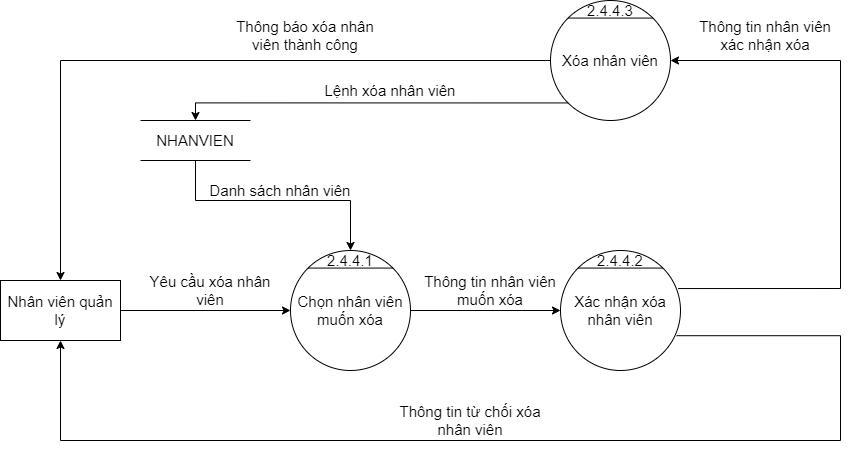 2.4.4.3
Thông báo xóa nhân
viên thành công
Thông tin nhân viên
xác nhận xóa
Xóa nhân viên
Lệnh xóa nhân viên
NHANVIEN
Danh sách nhân viên
2.4.4.1
2.4.4.2
Yêu cầu xóa nhân
viên
Thông tin nhân viên
muốn xóa
Nhân viên quản
lý
Chọn nhân viên
muốn xóa
Xác nhận xóa
nhân viên
Thông tin từ chối xóa
nhân viên